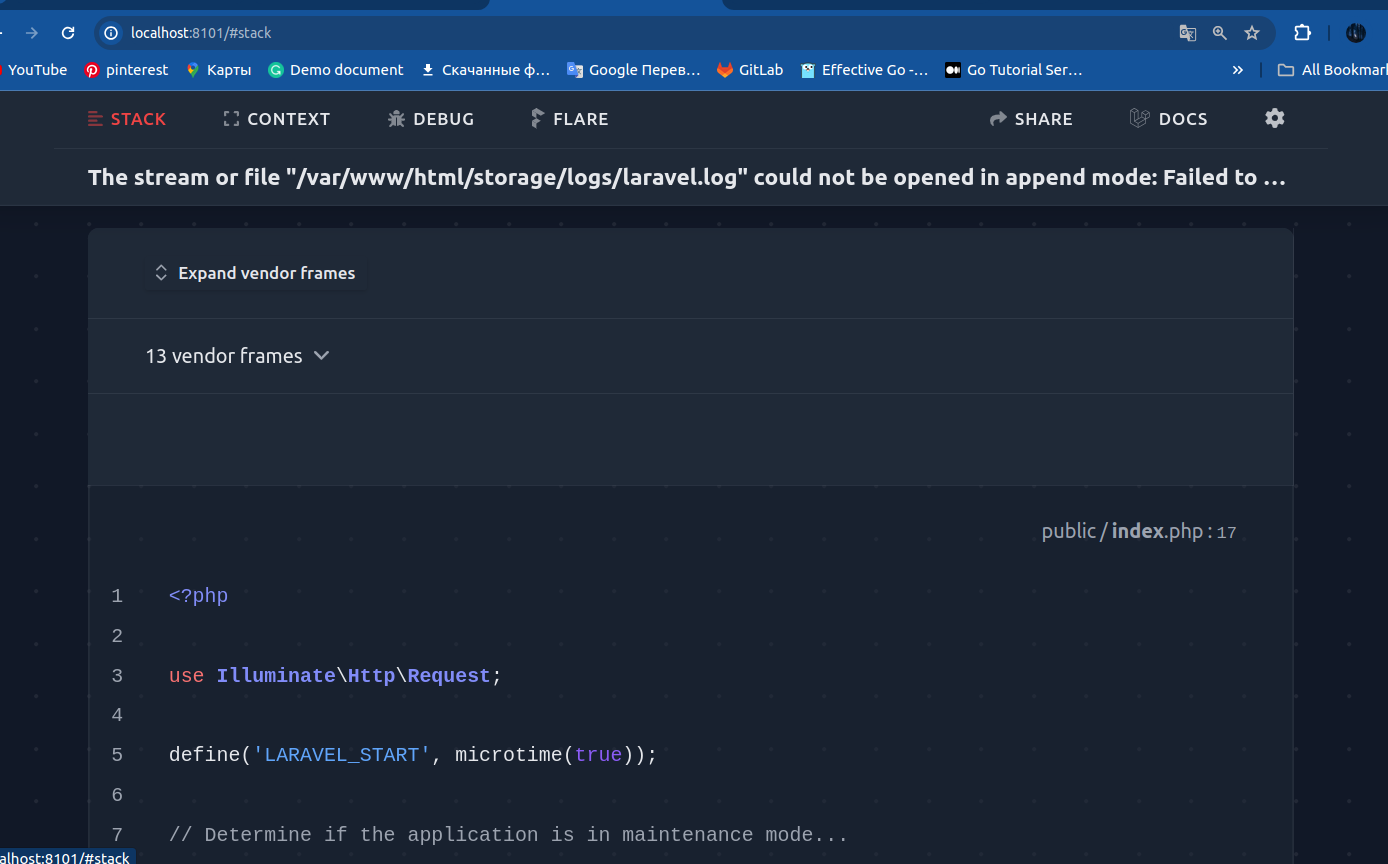 localhost:8101/#stack
YouTube pinterest Карты Demo document Скачанные ф... Google Перев... GitLab Effective Go -... Go Tutorial Ser... » All Bookmar
STACK CONTEXT DEBUG FLARE SHARE DOCS
The stream or file "/var/www/html/storage/logs/laravel.log" could not be opened in append mode: Failed to ...
Expand vendor frames
13 vendor frames
public / index.php : 17
1 <?php
2
3 use Illuminate\Http\Request;
4
5 define('LARAVEL_START', microtime(true));
6
7 // Determine if the application is in maintenance mode...
alhost:8101/#stack